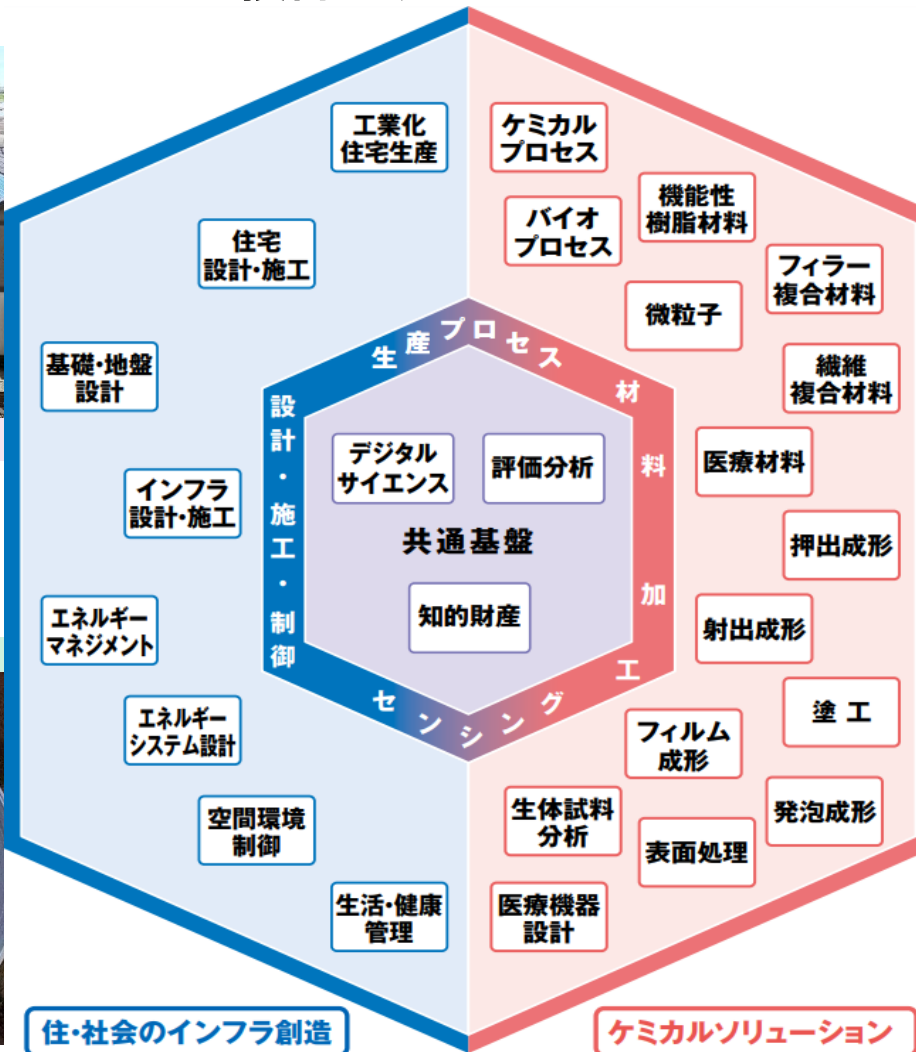 工業化
住宅生産
住宅
設計・施工
基礎・地盤
設計
インフラ
設計・施工
エネルギー
マネジメント
エネルギー
システム設計
空間環境
制御
生活・健康
管理
ケミカル
プロセス
バイオ
プロセス
機能性
樹脂材料
フィラー
複合材料
微粒子
繊維
複合材料
医療材料
押出成形
射出成形
塗工
フィルム
成形
発泡成形
生体試料
分析
表面処理
医療機器
設計
生産プロセス
材料
加工
センシング
設計・施工・制御
デジタル
サイエンス
評価分析
共通基盤
知的財産
住・社会のインフラ創造
ケミカルソリューション